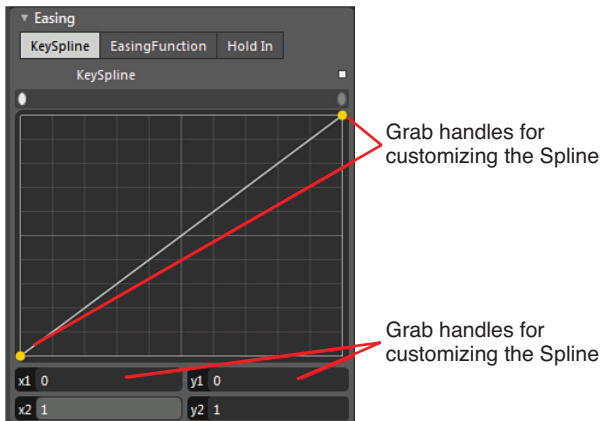 Easing
KeySpline EasingFunction Hold In
KeySpline
Grab handles for
customizing the Spline
Grab handles for
customizing the Spline
x1 0 y1 0
x2 1 y2 1